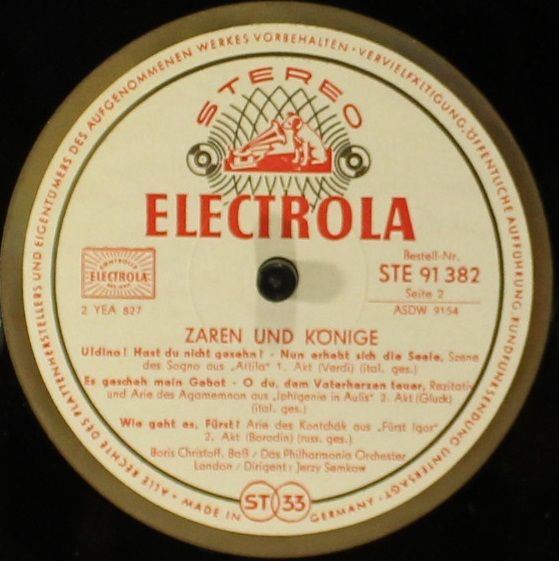 ALLE RECHTE DES PLATTENHERSTELLERS UND EIGENTÜMERS DES AUFGENOMMENEN WERKES VORBEHALTEN · VERVIELFÄLTIGUNG, ÖFFENTLICHE AUFFÜHRUNG, RUNDFUNKSENDUNG UNTERSAGT ·
STEREO
ELECTROLA
ELECTROLA
2 YEA 827
Bestell-Nr.
STE 91 382
Seite 2
ASDW 9154
ZAREN UND KÖNIGE
Uldino! Hast du nicht gesehn! - Nun erhebt sich die Seele, Szene
des Sogno aus „Attila" 1. Akt (Verdi) (ital. ges.)
Es gescheh mein Gebot - O du, dem Vaterherzen teuer, Rezitativ
und Arie des Agamemnon aus „Iphigenie in Aulis" 2. Akt (Gluck)
(ital. ges.)
Wie geht es, Fürst? Arie des Kontchák aus „Fürst Igor"
2. Akt (Borodin) (russ. ges.)
Boris Christoff, Baß / Das Philharmonia Orchester
London / Dirigent: Jerzy Semkow
MADE IN
ST 33
GERMANY